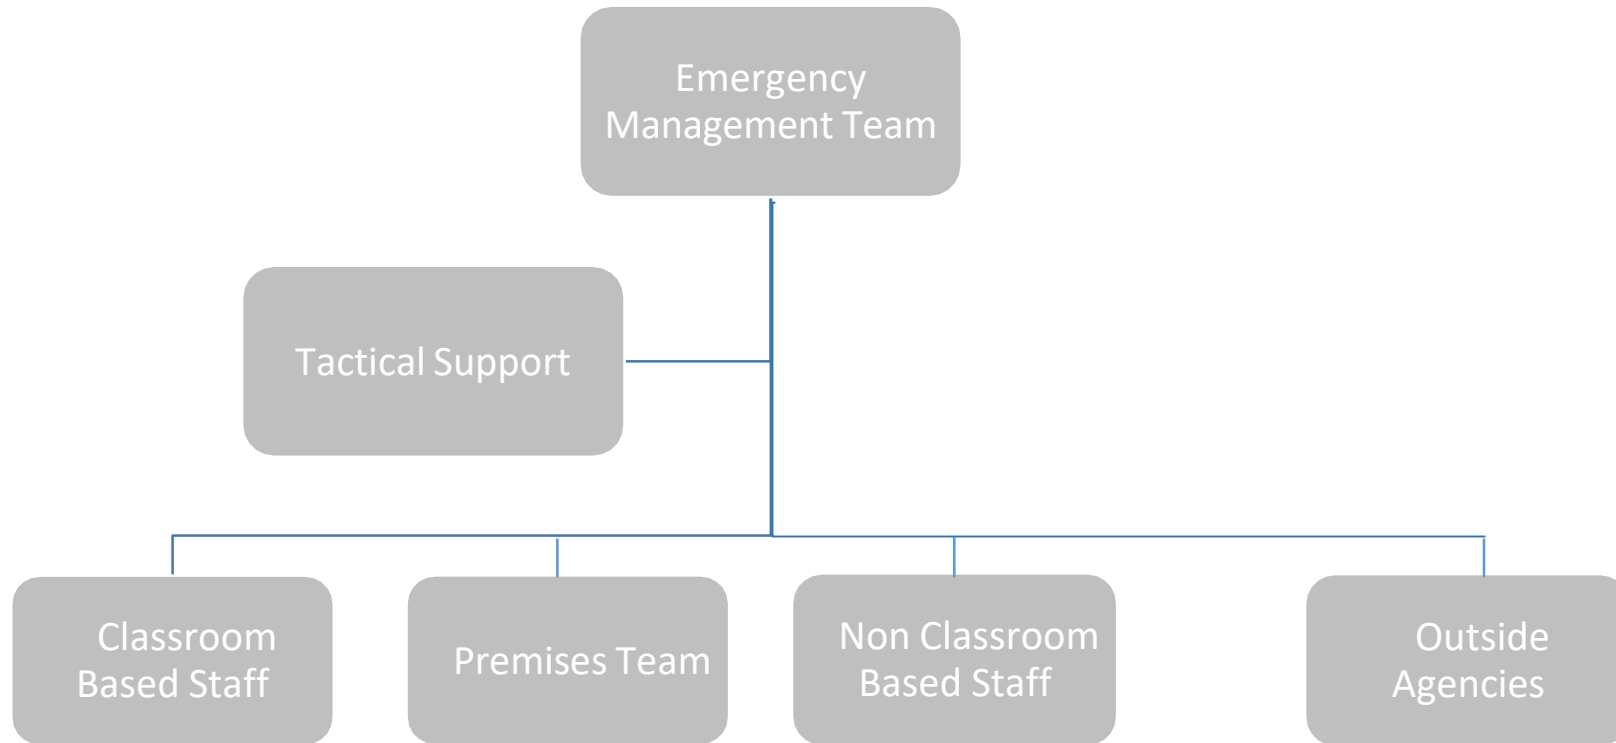 Emergency
Management Team
Tactical Support
Classroom
Based Staff
Premises Team
Non Classroom
Based Staff
Outside
Agencies